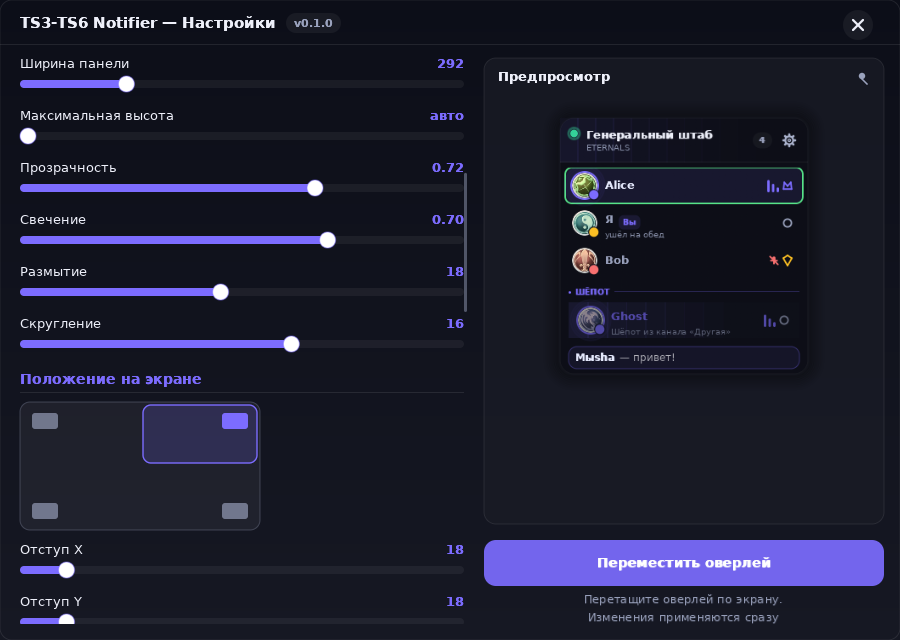 TS3-TS6 Notifier — Настройки v0.1.0
Ширина панели 292
Максимальная высота авто
Прозрачность 0.72
Свечение 0.70
Размытие 18
Скругление 16
Положение на экране
Отступ X 18
Отступ Y 18
Предпросмотр
Генеральный штаб 4
ETERNALS
Alice
Я Вы
ушёл на обед
Bob
• ШЁПОТ
Ghost
Шёпот из канала «Другая»
Мыsha — привет!
Переместить оверлей
Перетащите оверлей по экрану.
Изменения применяются сразу